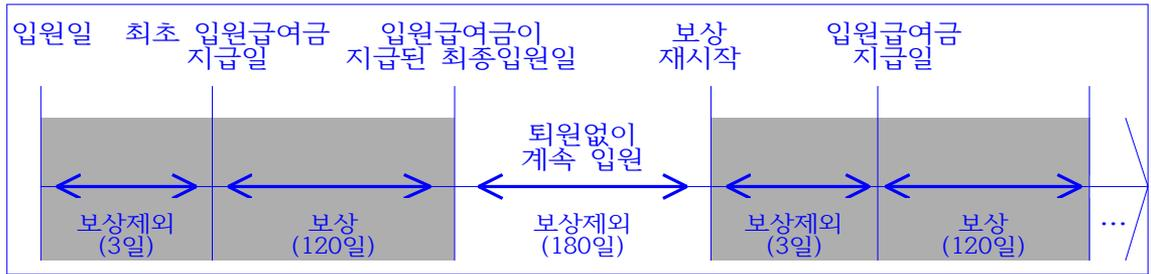 입원일
최초 입원급여금
지급일
입원급여금이
지급된 최종입원일
보상
재시작
입원급여금
지급일
퇴원없이
계속 입원
보상제외
(3일)
보상
(120일)
보상제외
(180일)
보상제외
(3일)
보상
(120일)
...